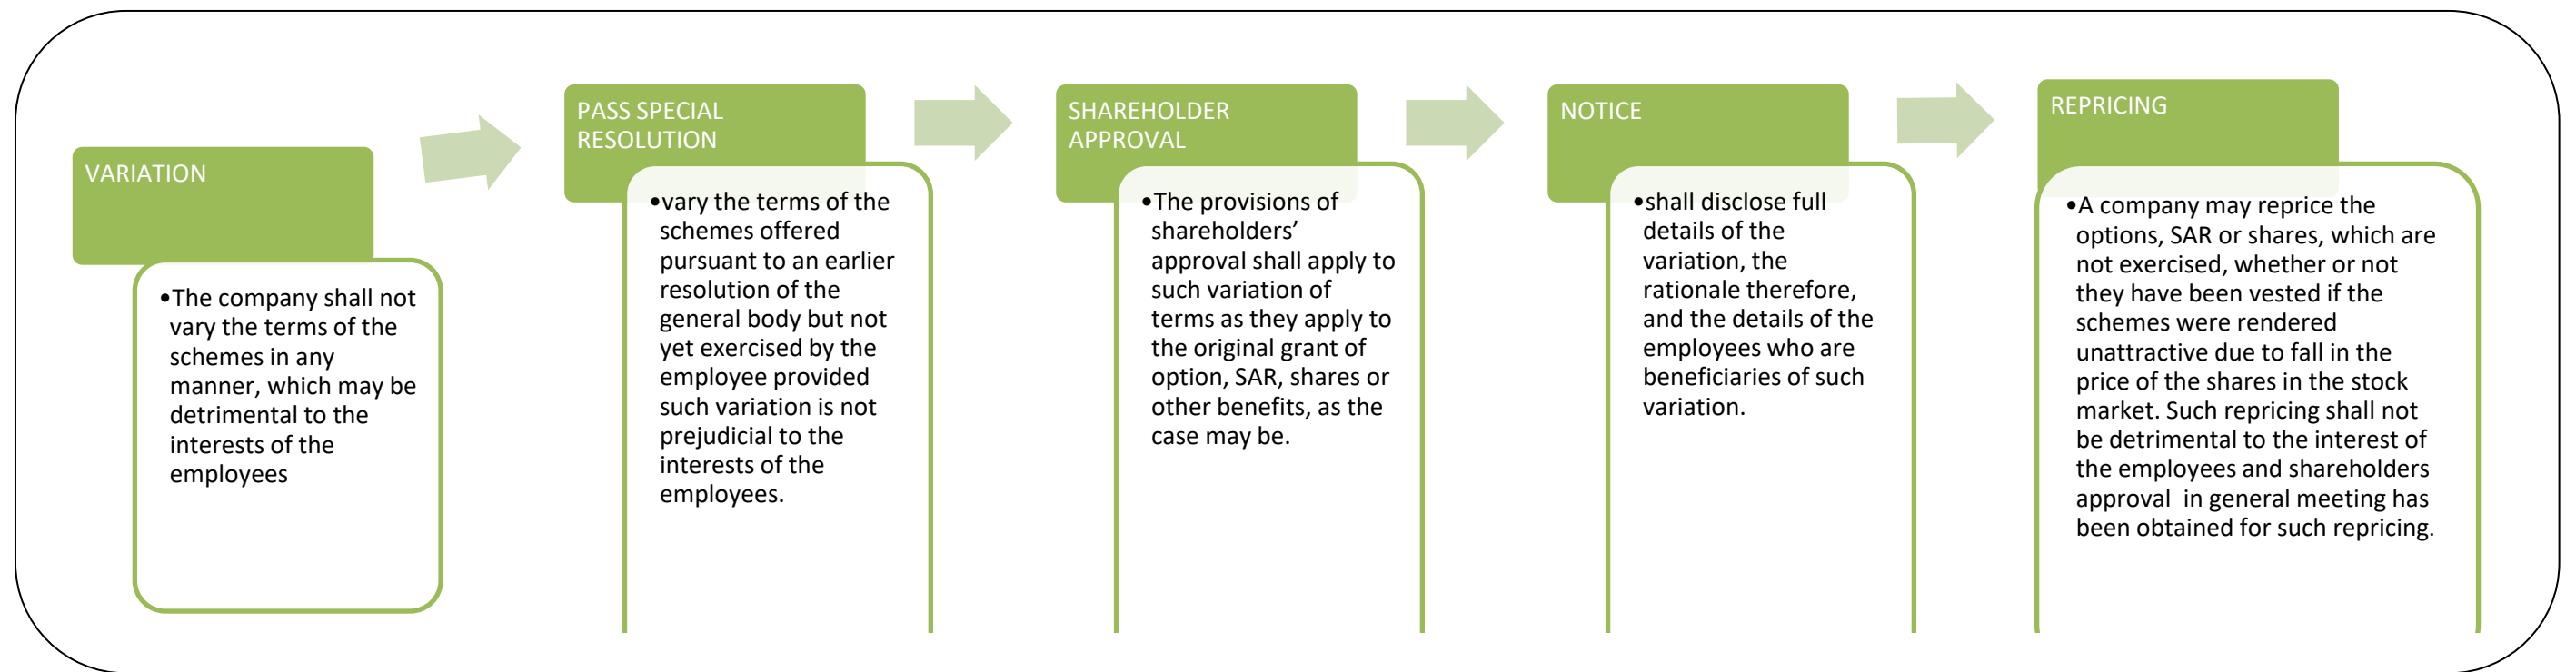 VARIATION
•The company shall not
vary the terms of the
schemes in any
manner, which may be
detrimental to the
interests of the
employees
PASS SPECIAL
RESOLUTION
•vary the terms of the
schemes offered
pursuant to an earlier
resolution of the
general body but not
yet exercised by the
employee provided
such variation is not
prejudicial to the
interests of the
employees.
SHAREHOLDER
APPROVAL
•The provisions of
shareholders’
approval shall apply to
such variation of
terms as they apply to
the original grant of
option, SAR, shares or
other benefits, as the
case may be.
NOTICE
•shall disclose full
details of the
variation, the
rationale therefore,
and the details of the
employees who are
beneficiaries of such
variation.
REPRICING
•A company may reprice the
options, SAR or shares, which are
not exercised, whether or not
they have been vested if the
schemes were rendered
unattractive due to fall in the
price of the shares in the stock
market. Such repricing shall not
be detrimental to the interest of
the employees and shareholders
approval  in general meeting has
been obtained for such repricing.